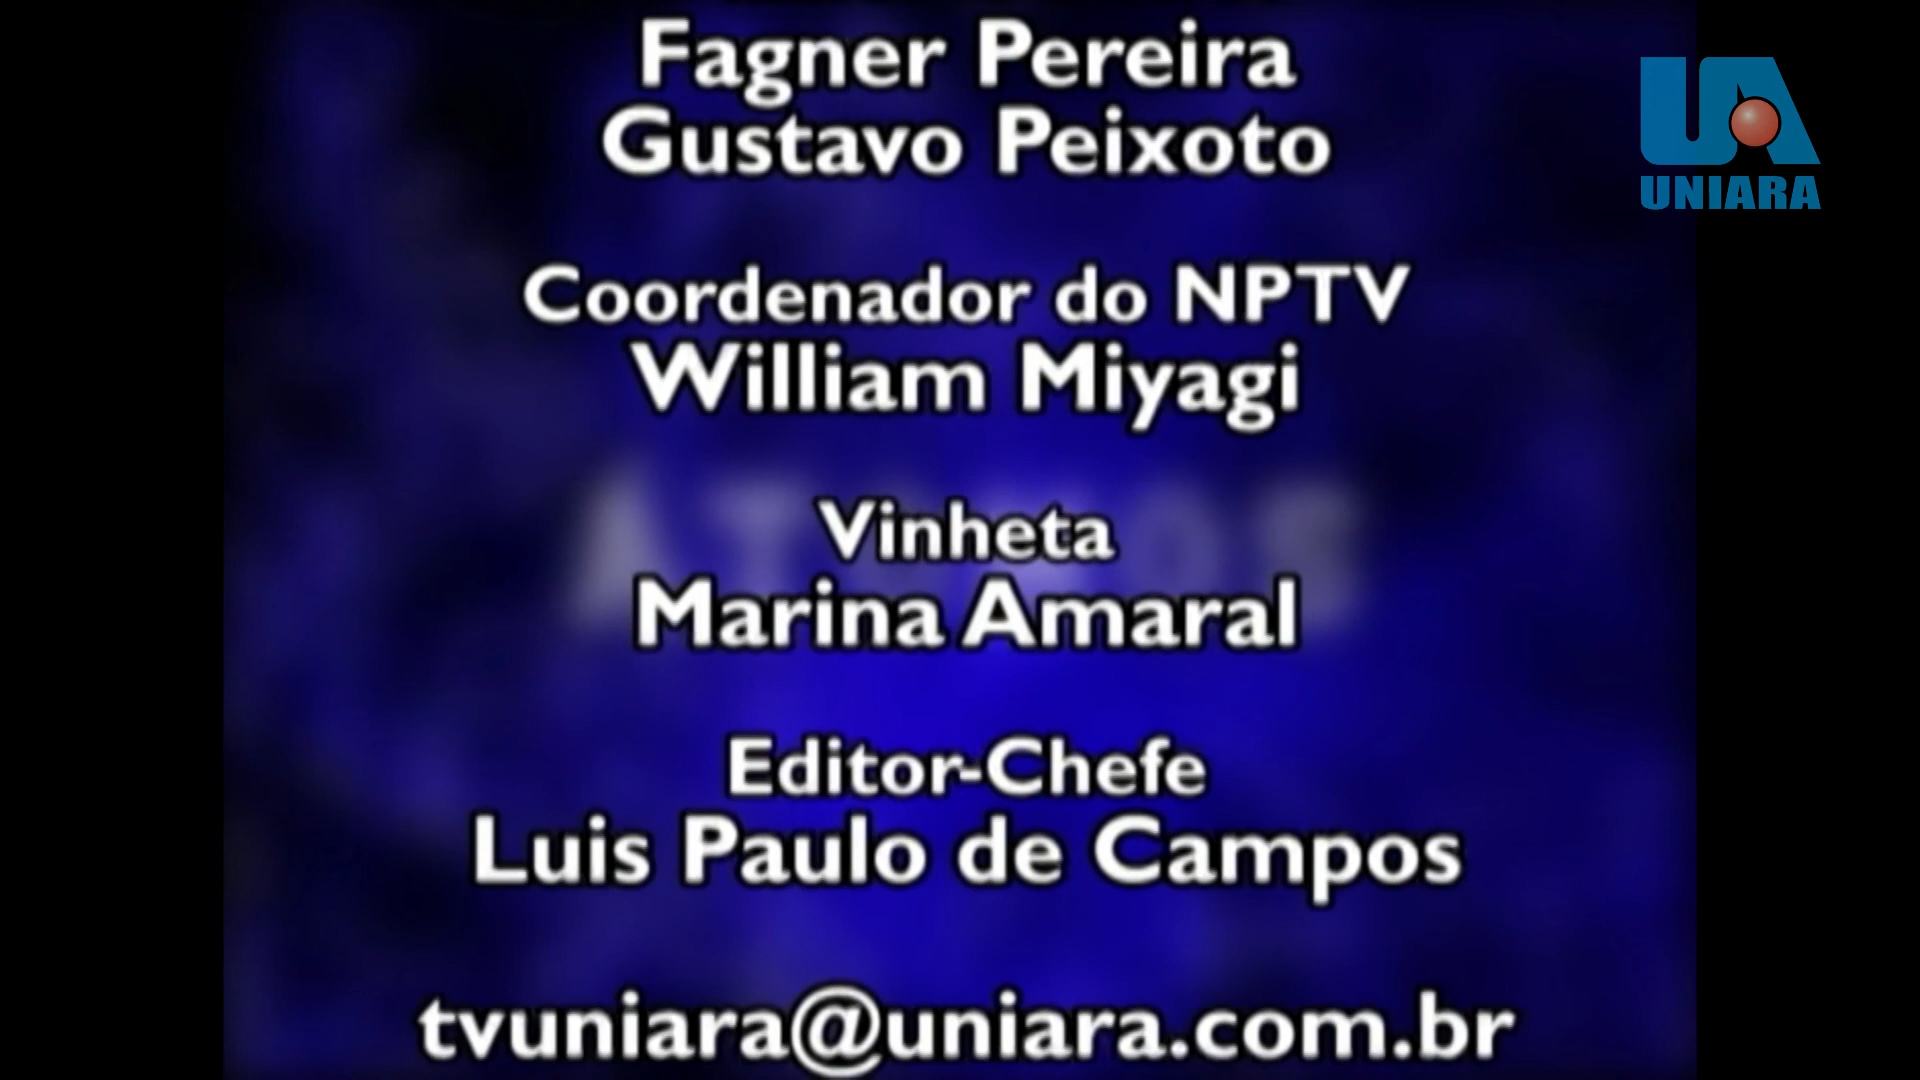 Fagner Pereira
Gustavo Peixoto
UNIARA
Coordenador do NPTV
William Miyagi
Vinheta
Marina Amaral
Editor-Chefe
Luis Paulo de Campos
tvuniara@uniara.com.br